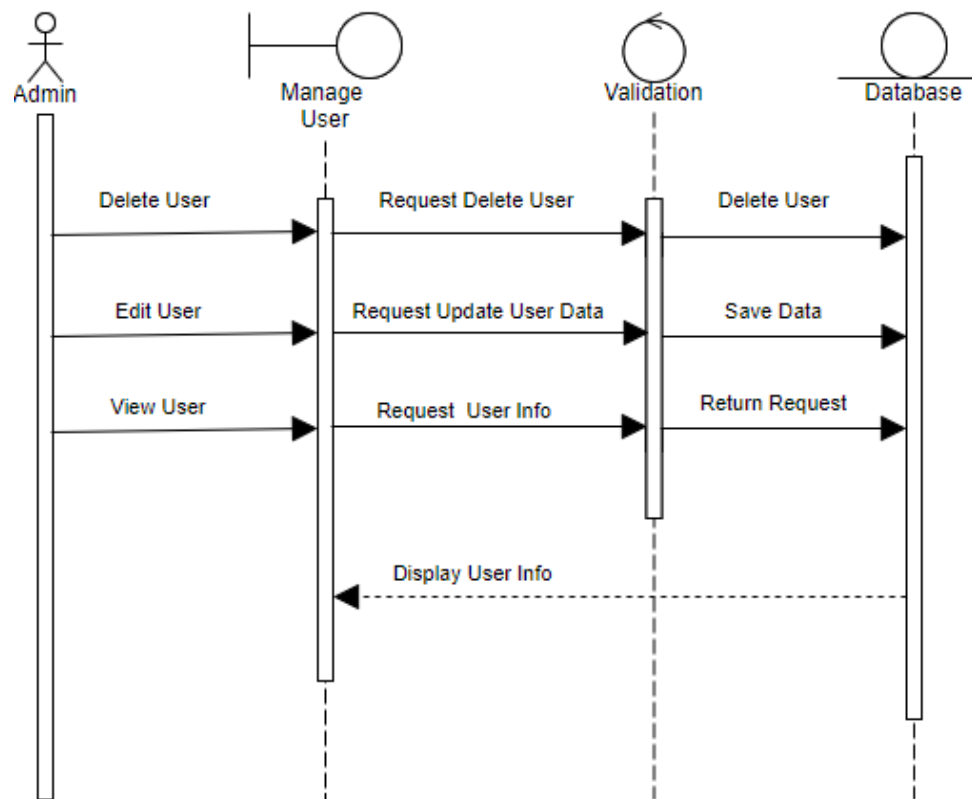 Admin
Manage
User
Validation
Database
Delete User
Request Delete User
Delete User
Edit User
Request Update User Data
Save Data
View User
Request User Info
Return Request
Display User Info